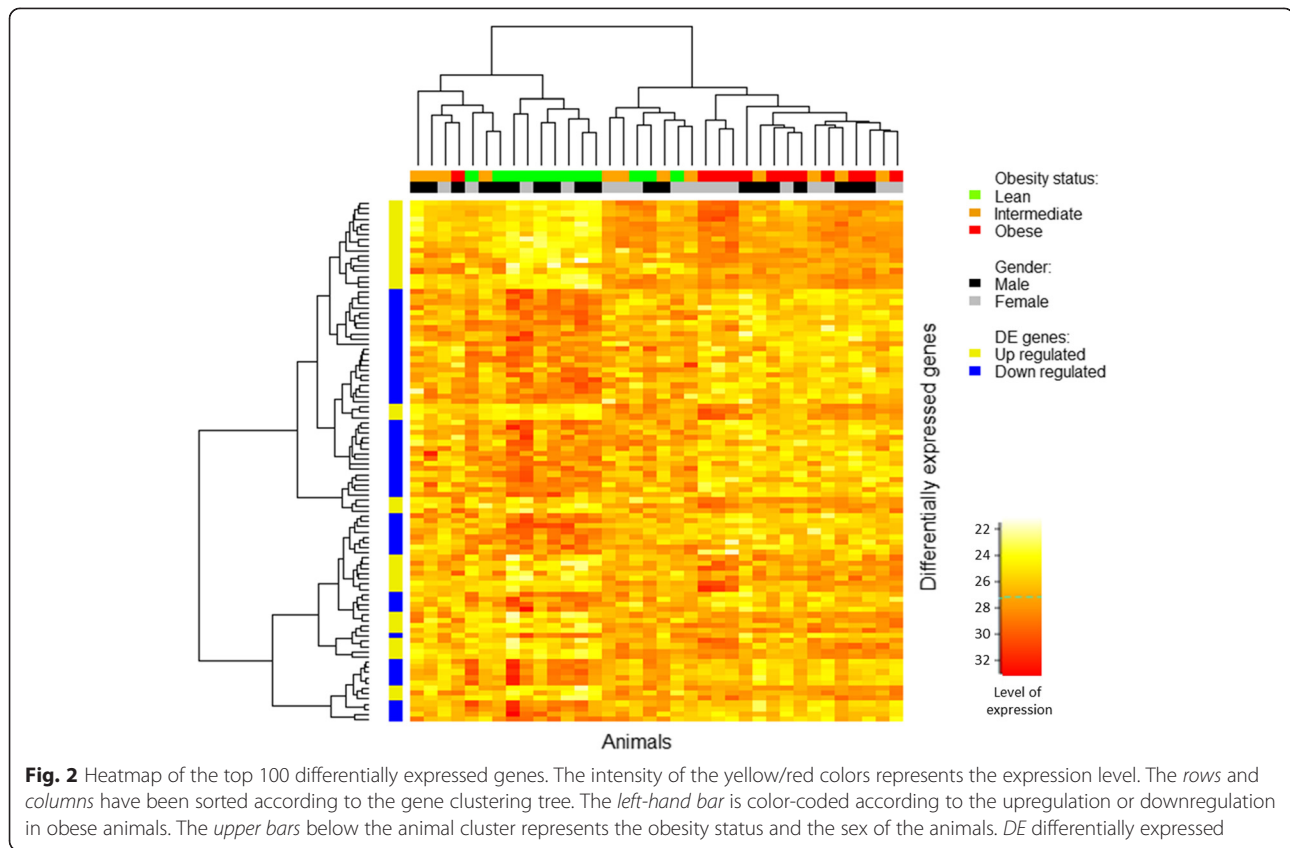 Obesity status:
Lean
Intermediate
Obese
Gender:
Male
Female
DE genes:
Up regulated
Down regulated
Differentially expressed genes
22
24
26
28
30
32
Level of
expression
Animals
Fig. 2 Heatmap of the top 100 differentially expressed genes. The intensity of the yellow/red colors represents the expression level. The rows and
columns have been sorted according to the gene clustering tree. The left-hand bar is color-coded according to the upregulation or downregulation
in obese animals. The upper bars below the animal cluster represents the obesity status and the sex of the animals. DE differentially expressed